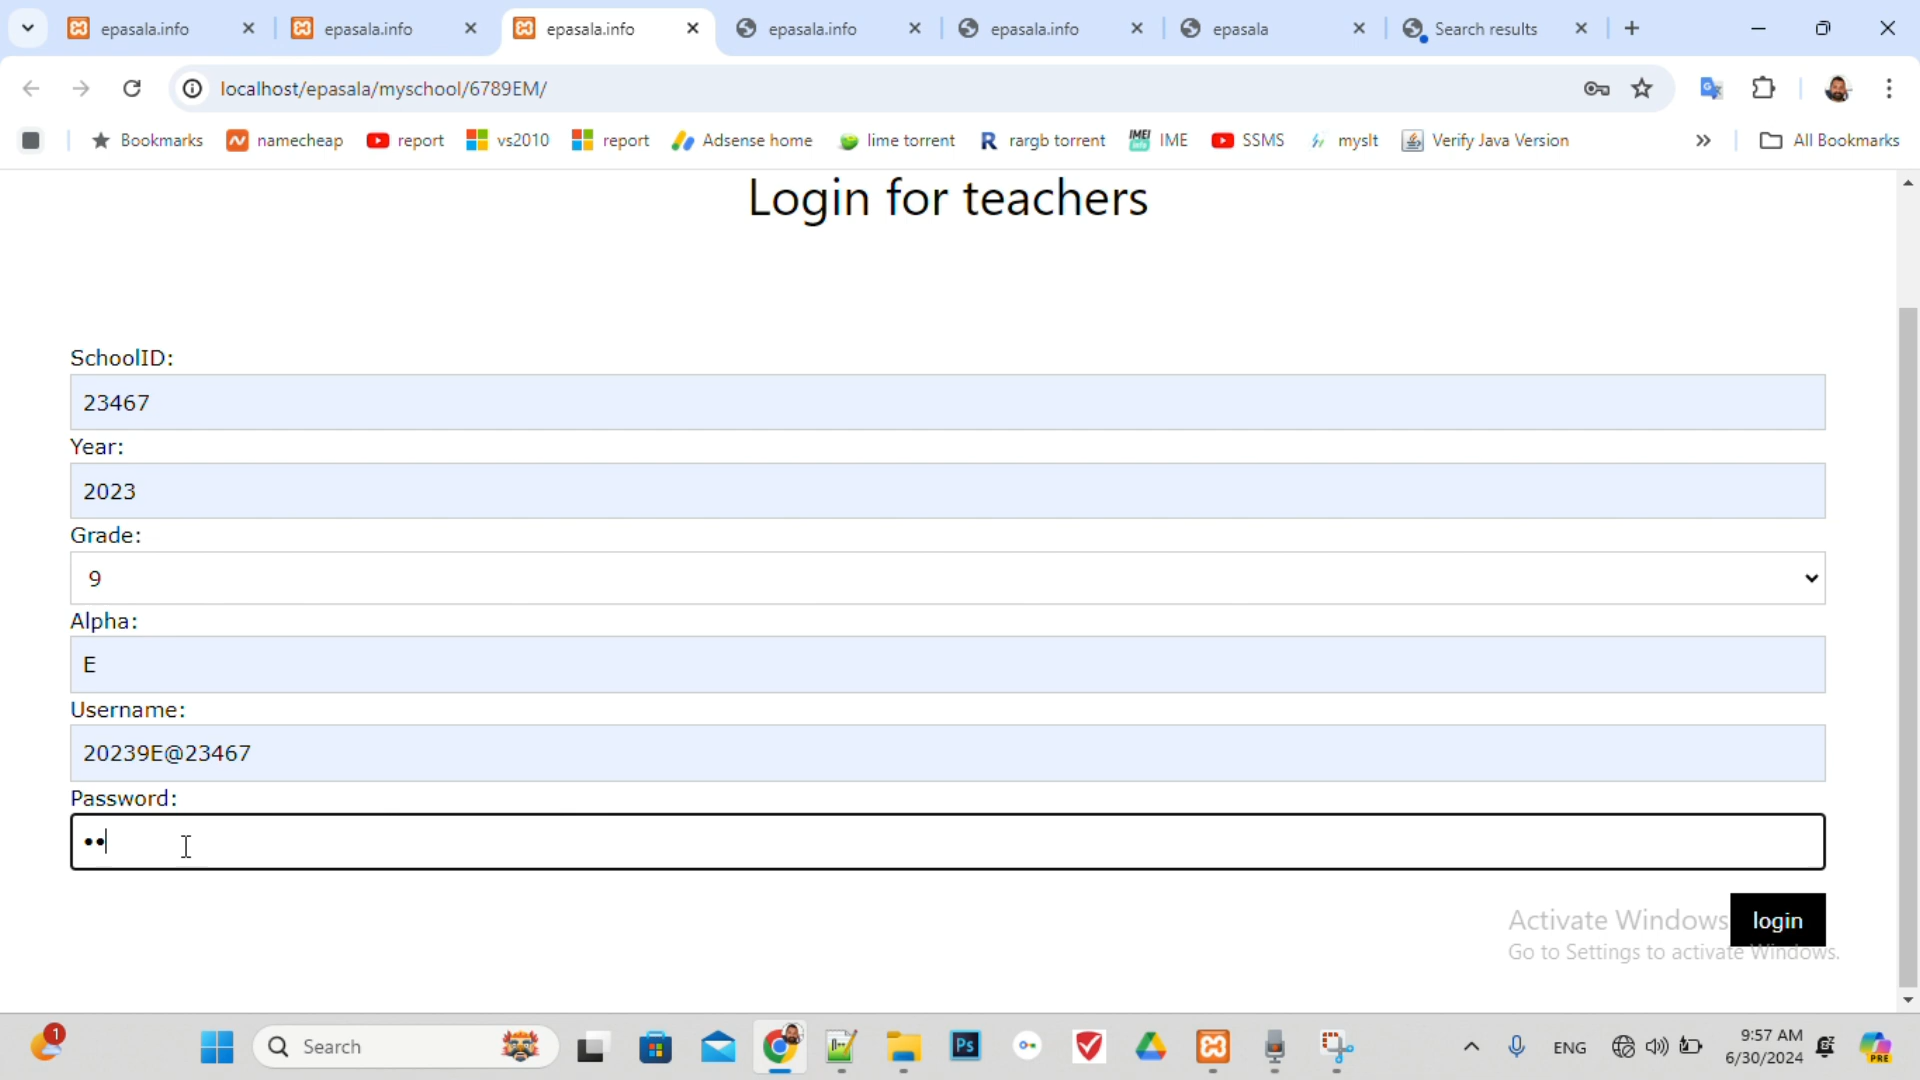 epasala.info epasala.info epasala.info epasala.info epasala.info epasala Search results
localhost/epasala/myschool/6789EM/
Bookmarks namecheap report vs2010 report Adsense home lime torrent rargb torrent IME SSMS myslt Verify Java Version » All Bookmarks
Login for teachers
SchoolID:
23467
Year:
2023
Grade:
9
Alpha:
E
Username:
20239E@23467
Password:
••
login
Activate Windows
Go to Settings to activate Windows.
1 Search Ps ENG 9:57 AM
6/30/2024 PRE